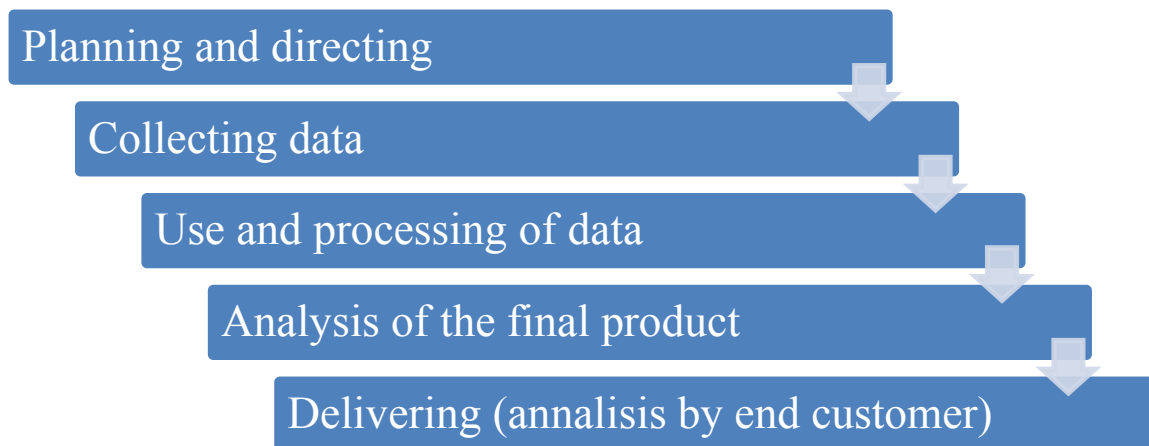 Planning and directing
Collecting data
Use and processing of data
Analysis of the final product
Delivering (annalisis by end customer)